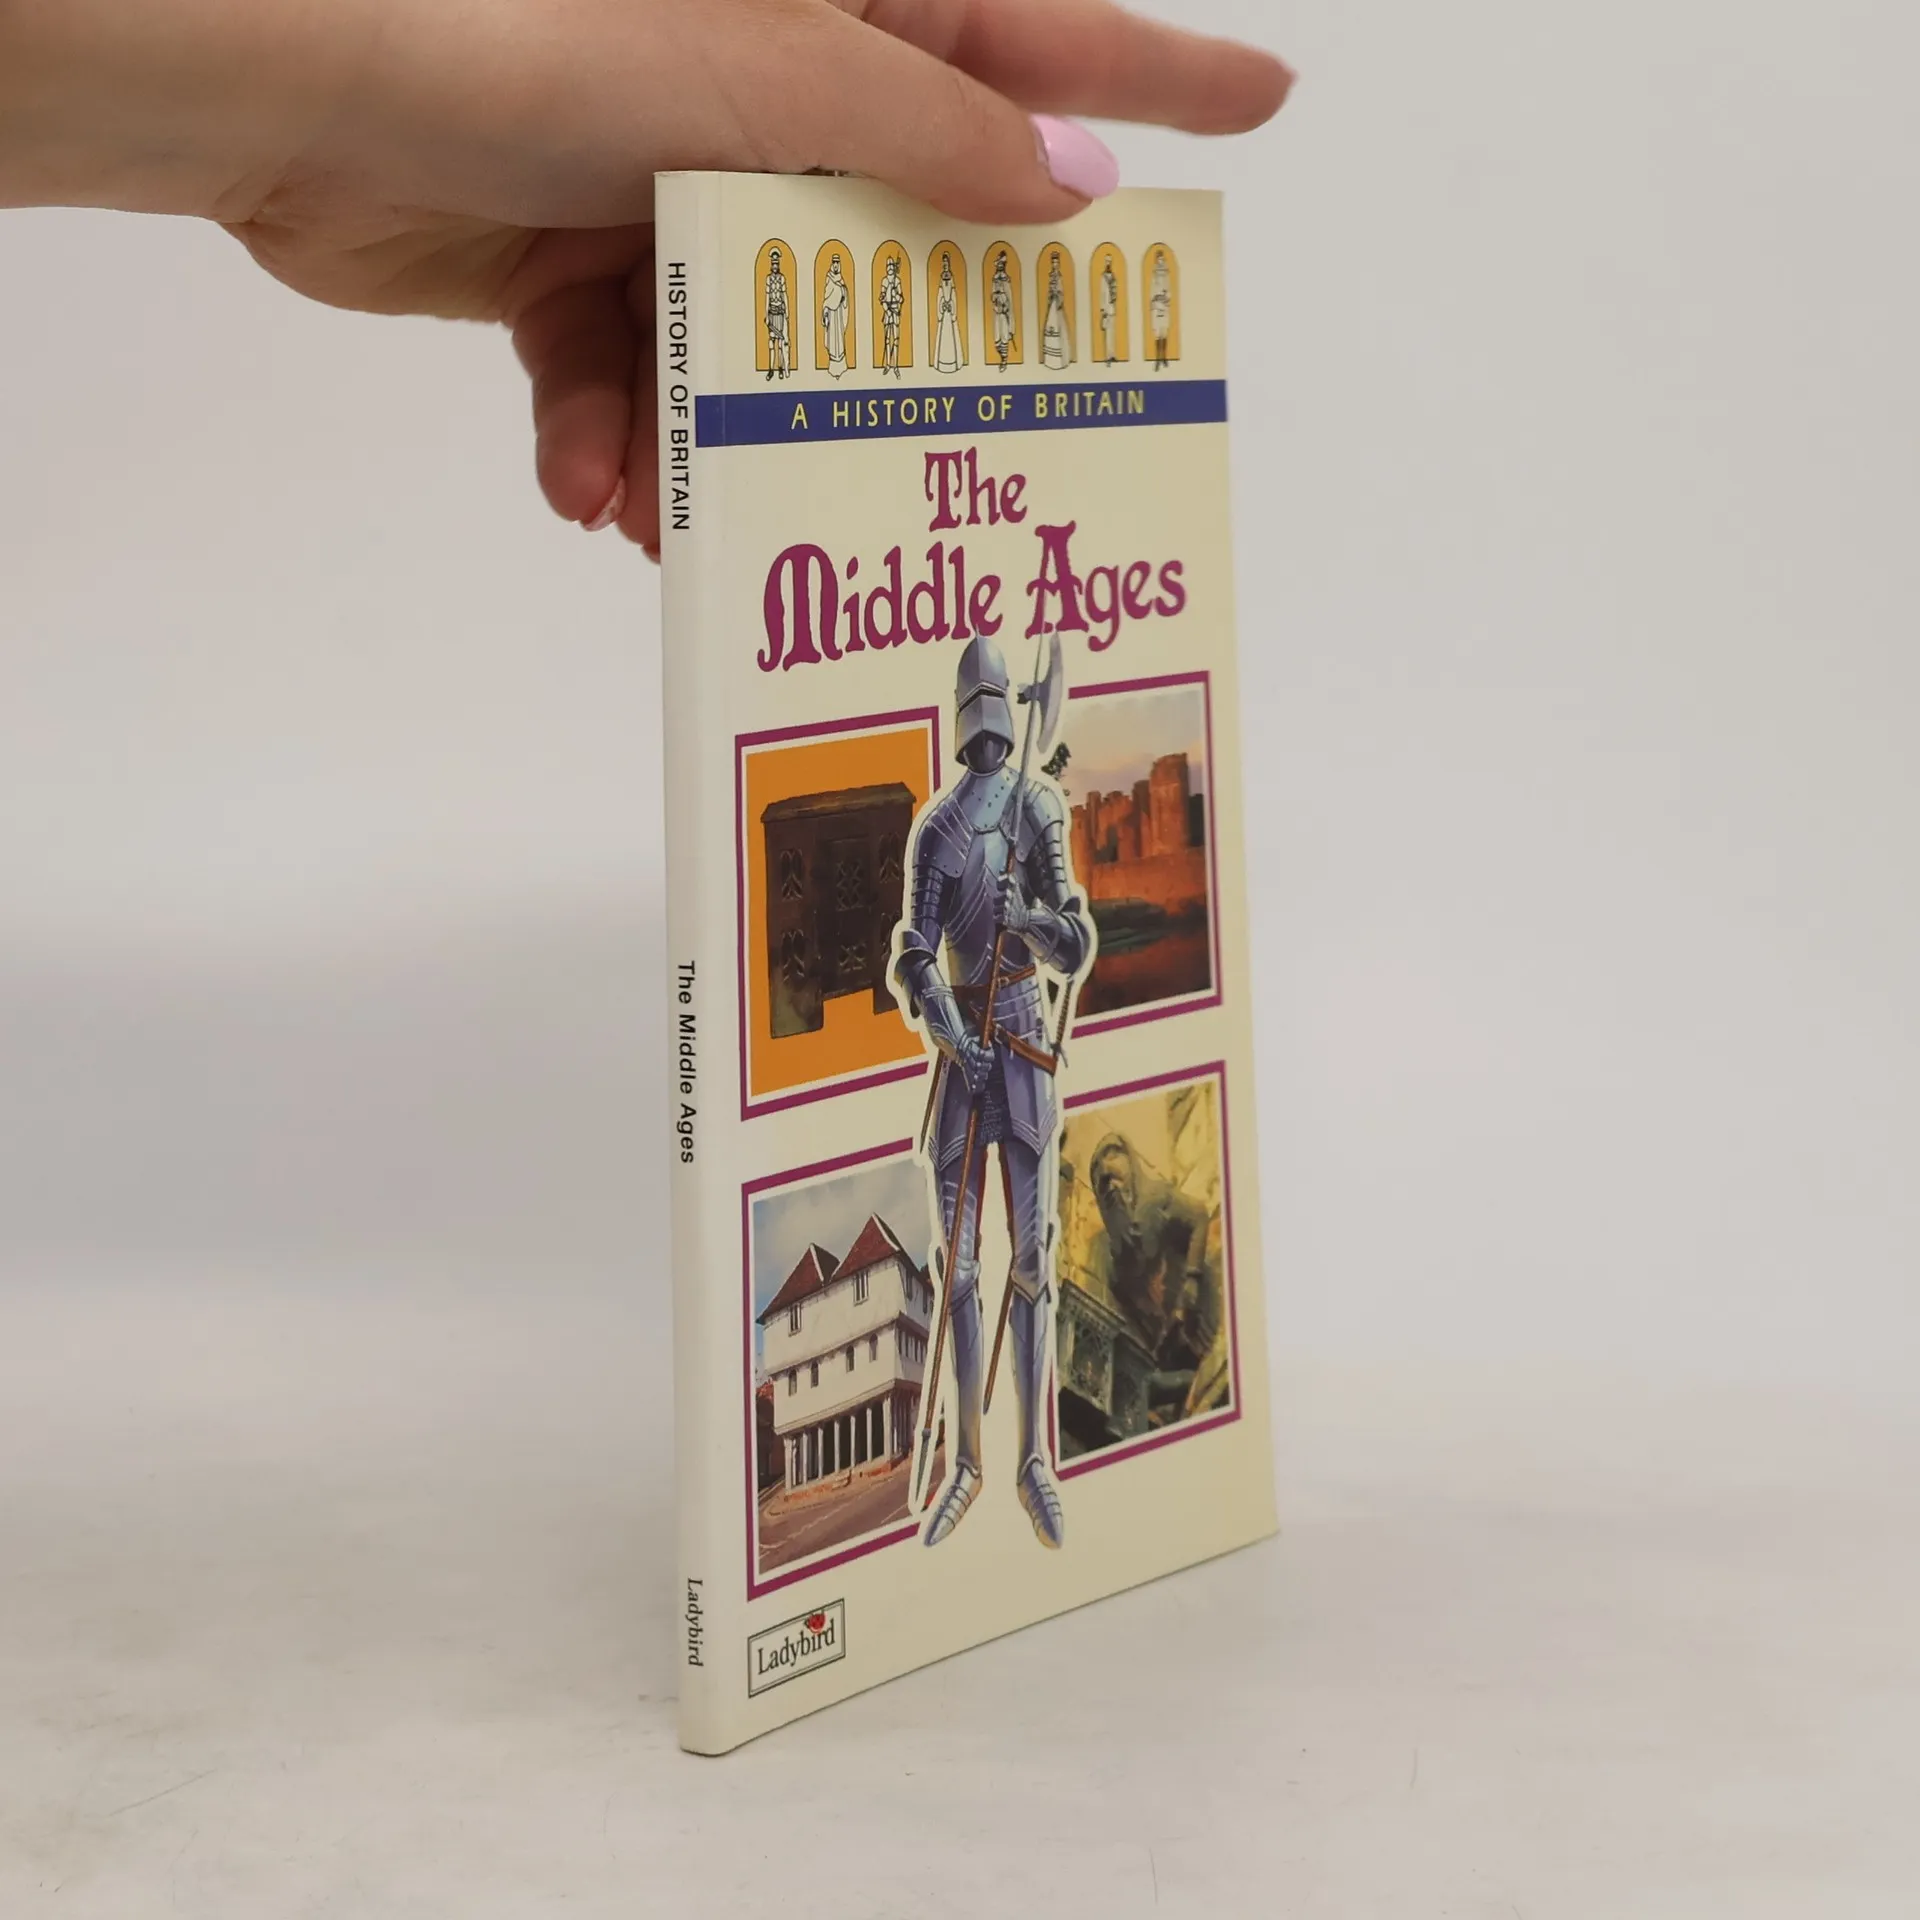 HISTORY OF BRITAIN
The Middle Ages
Ladybird
A HISTORY OF BRITAIN
The
Middle Ages
Ladybird